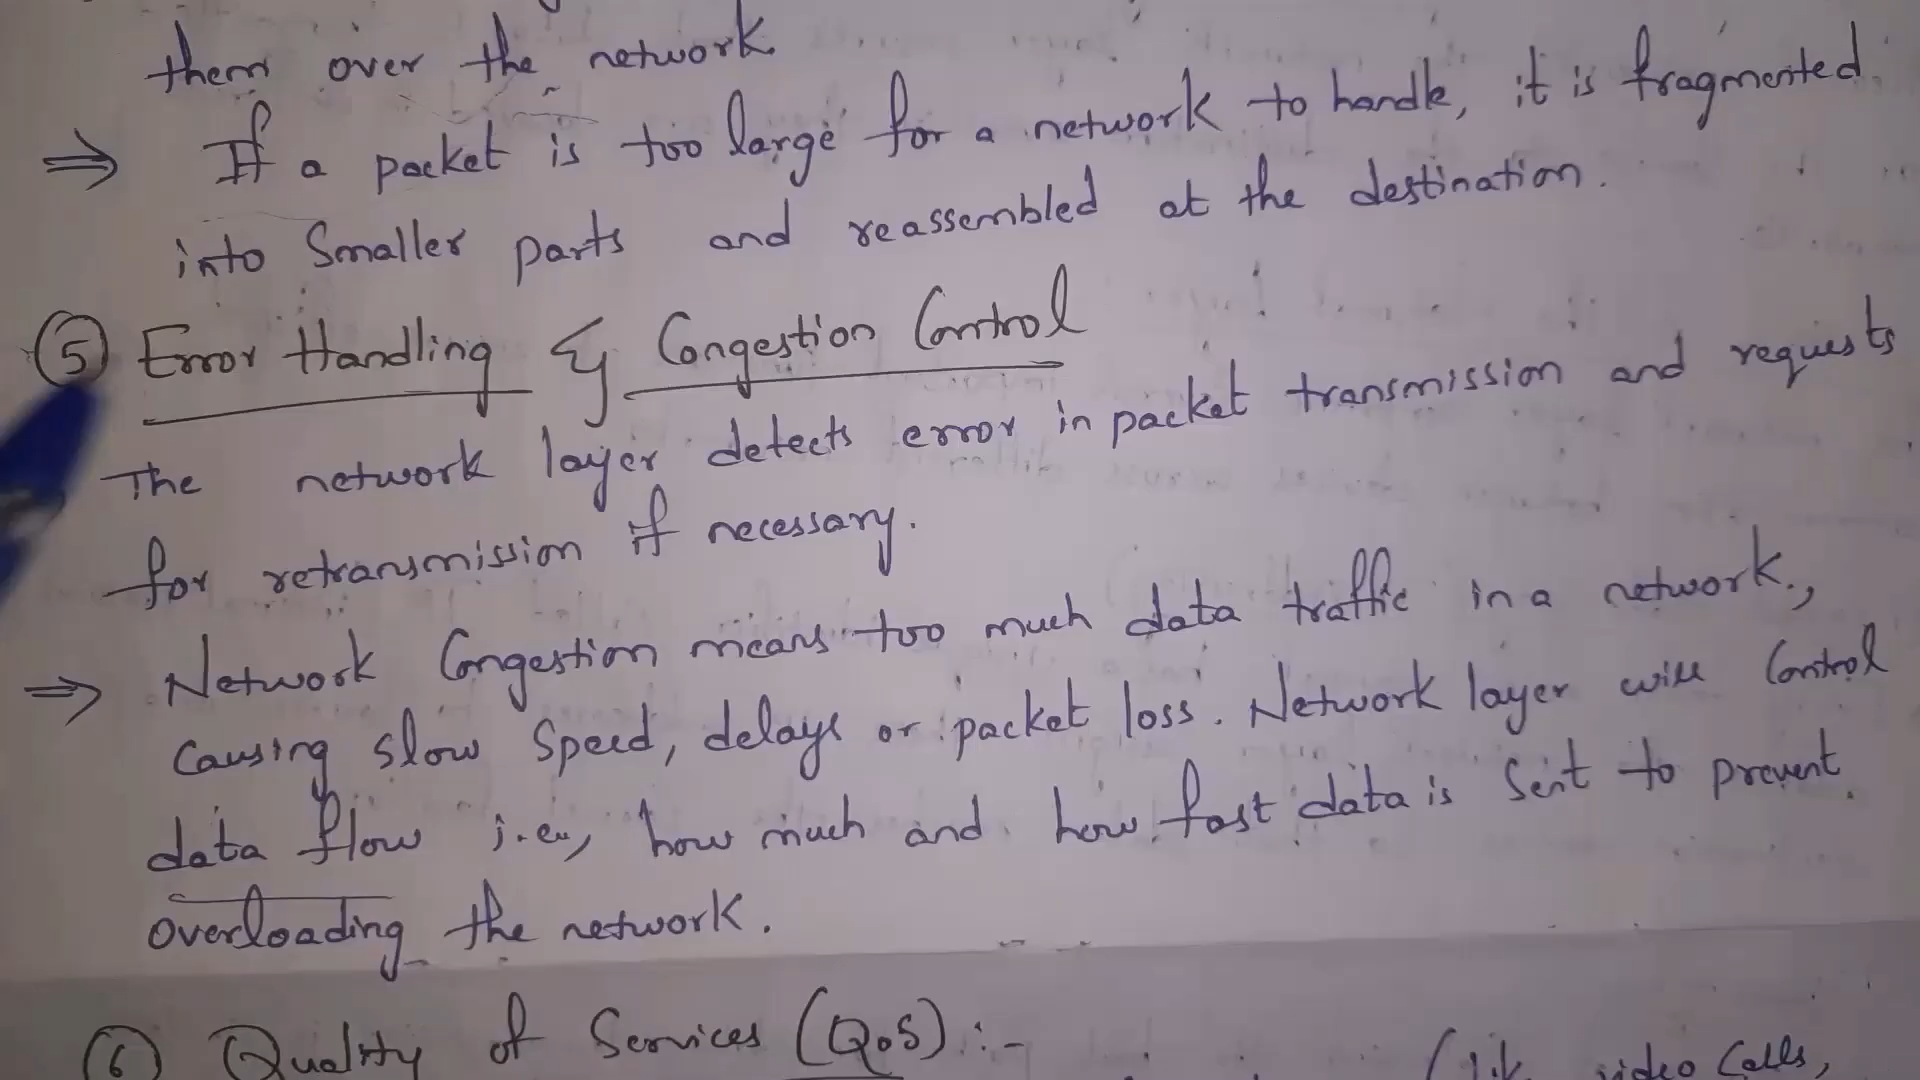 them over the network.
⇒ If a packet is too large for a network to handle, it is fragmented
into Smaller parts and reassembled at the destination.
⑤ Error Handling & Congestion Control
The network layer detects error in packet transmission and requests
for retransmission if necessary.
⇒ Network Congestion means too much data traffic in a network,
Causing slow Speed, delays or packet loss. Network layer will Control
data flow i.e., how much and how fast data is Sent to prevent
overloading the network.
⑥ Quality of Services (QoS) :-
video Calls,